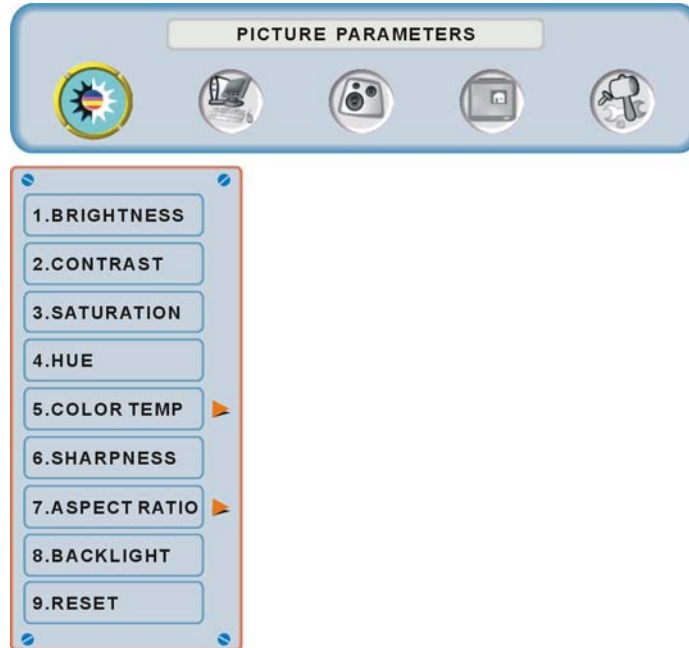 PICTURE PARAMETERS
1.BRIGHTNESS
2.CONTRAST
3.SATURATION
4.HUE
5.COLOR TEMP
6.SHARPNESS
7.ASPECT RATIO
8.BACKLIGHT
9.RESET